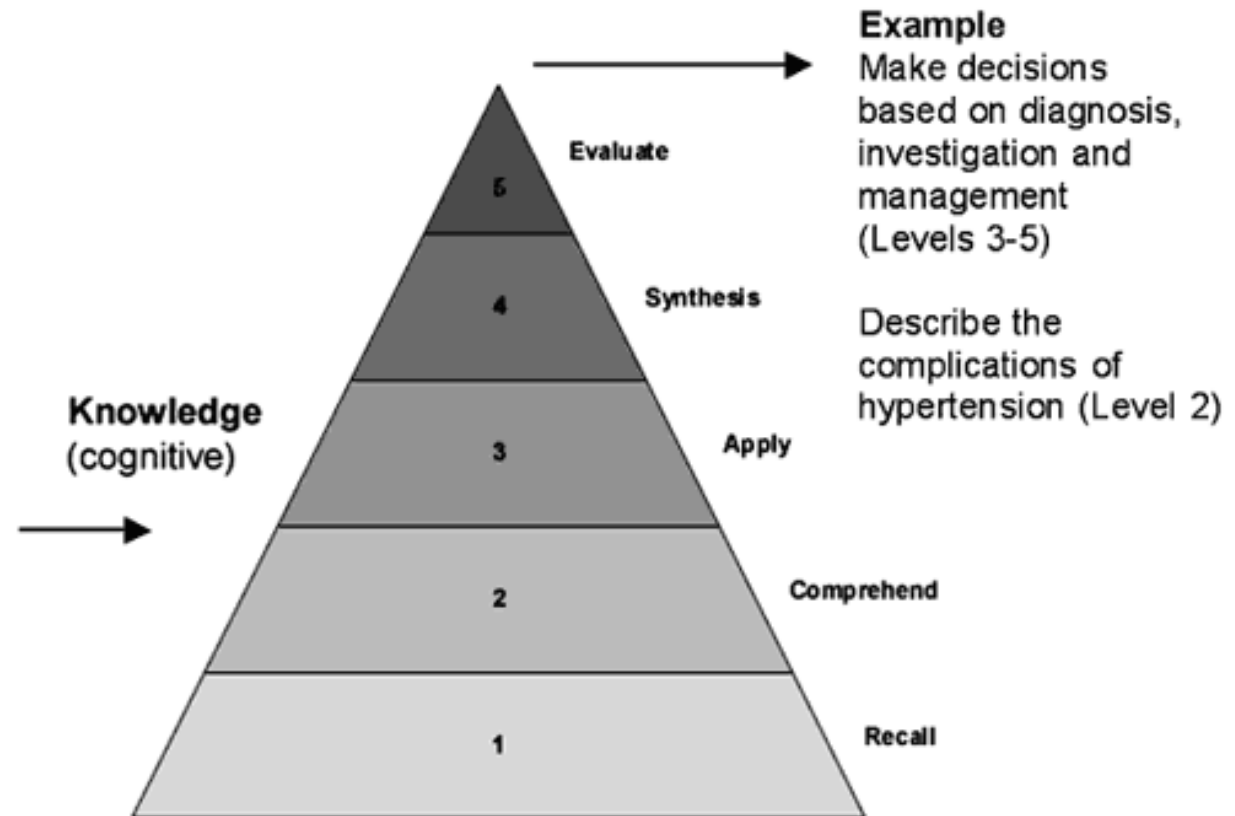 Example
Make decisions
based on diagnosis,
investigation and
management
(Levels 3-5)
Describe the
complications of
hypertension (Level 2)
Knowledge
(cognitive)
Evaluate
5
Synthesis
4
Apply
3
Comprehend
2
Recall
1